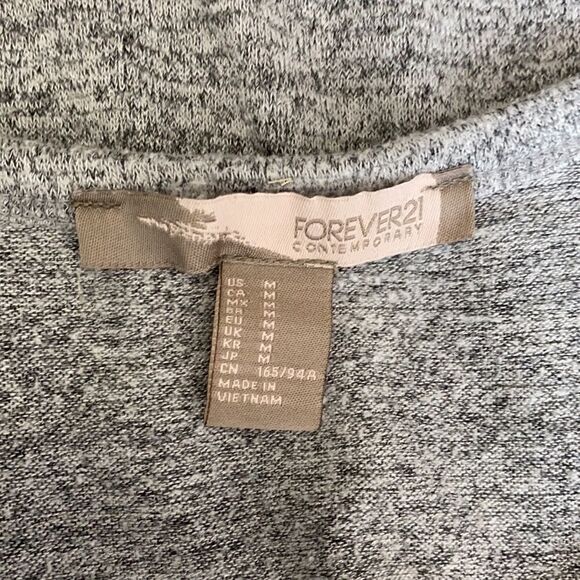 FOREVER21
CONTEMPORARY
US M
CA M
MX M
BR M
EU M
UK M
KR M
JP M
CN 165/94A
MADE IN
VIETNAM